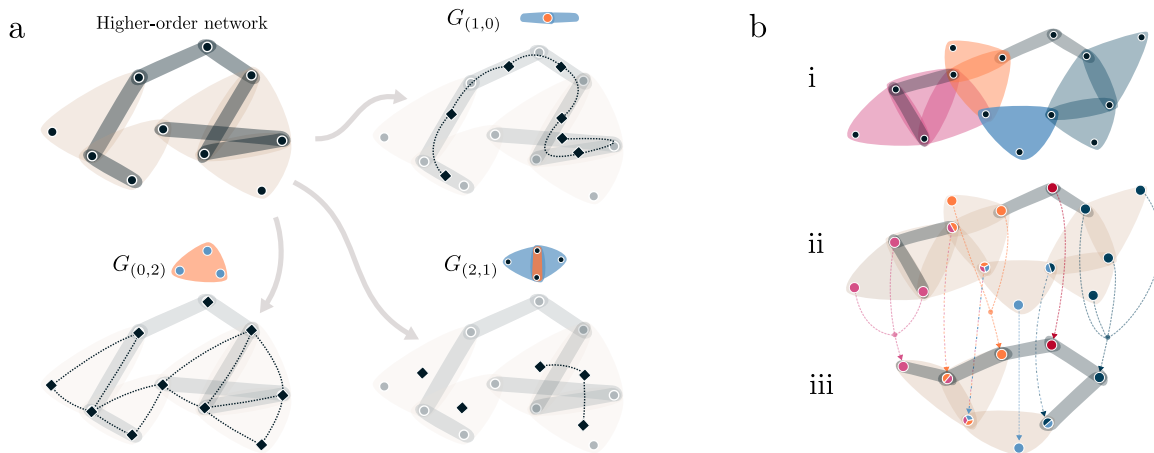 a
Higher-order network
G(1,0)
G(0,2)
G(2,1)
b
i
ii
iii